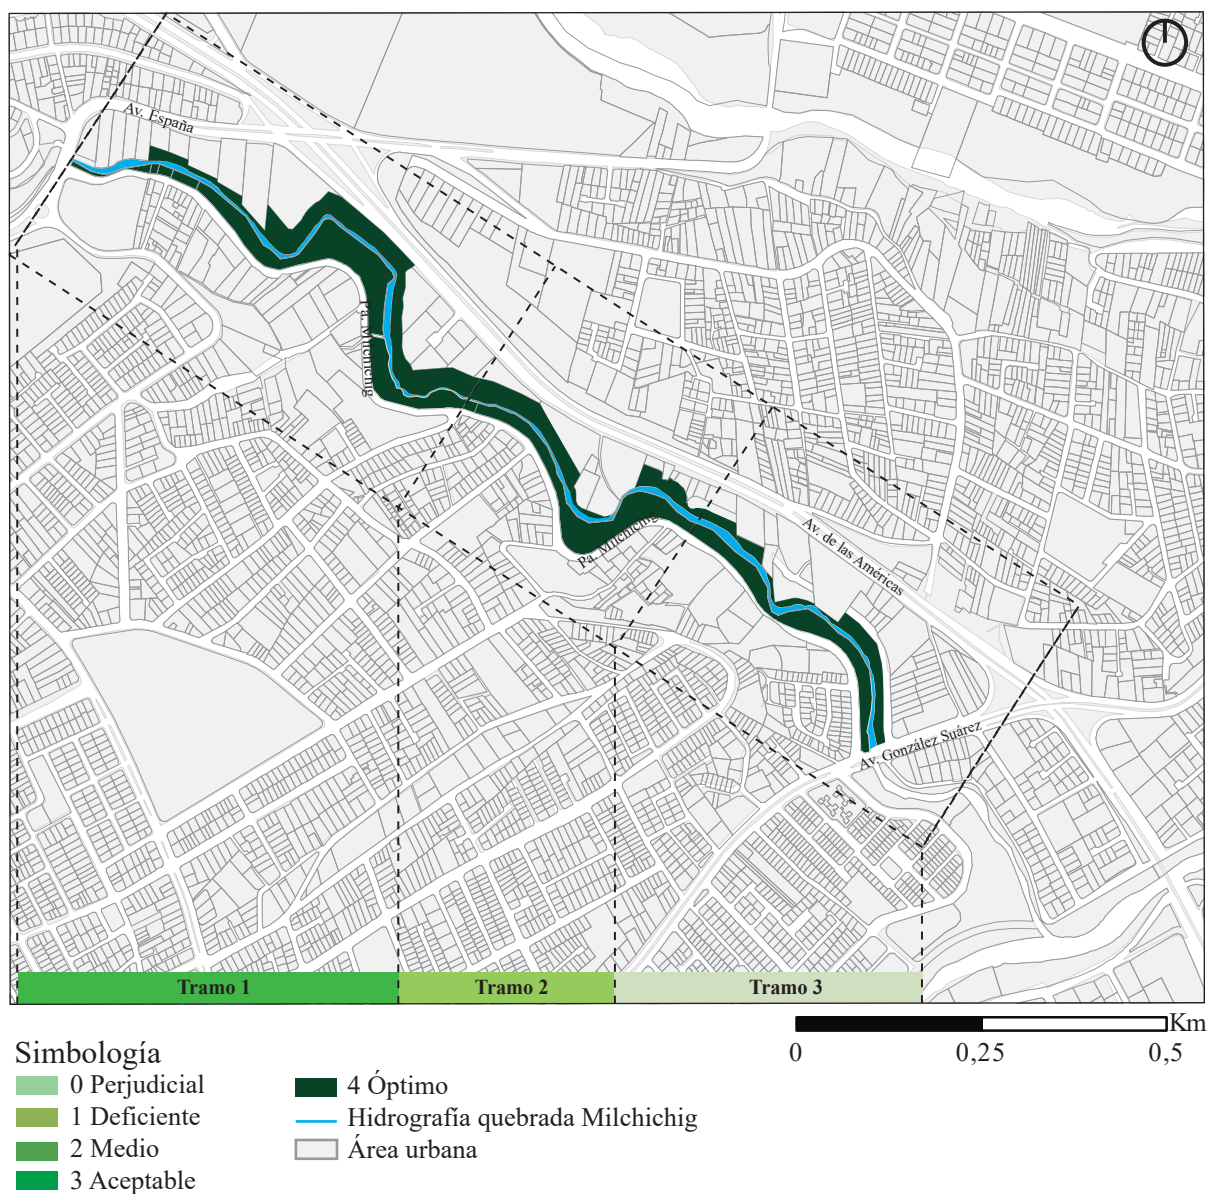 Av. España
Pa. Milchichig
Pa. Milchichig
Av. de las Américas
Av. González Suárez
Tramo 1
Tramo 2
Tramo 3
Km
0
0,25
0,5
Simbología
0 Perjudicial
1 Deficiente
2 Medio
3 Aceptable
4 Óptimo
Hidrografía quebrada Milchichig
Área urbana